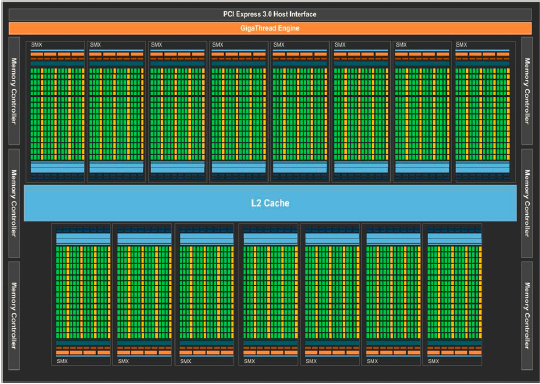 PCI Express 3.0 Host Interface
GigaThread Engine
SMX SMX SMX SMX SMX SMX SMX SMX
Memory Controller
Memory Controller
Memory Controller
Memory Controller
Memory Controller
Memory Controller
L2 Cache
SMX SMX SMX SMX SMX SMX SMX